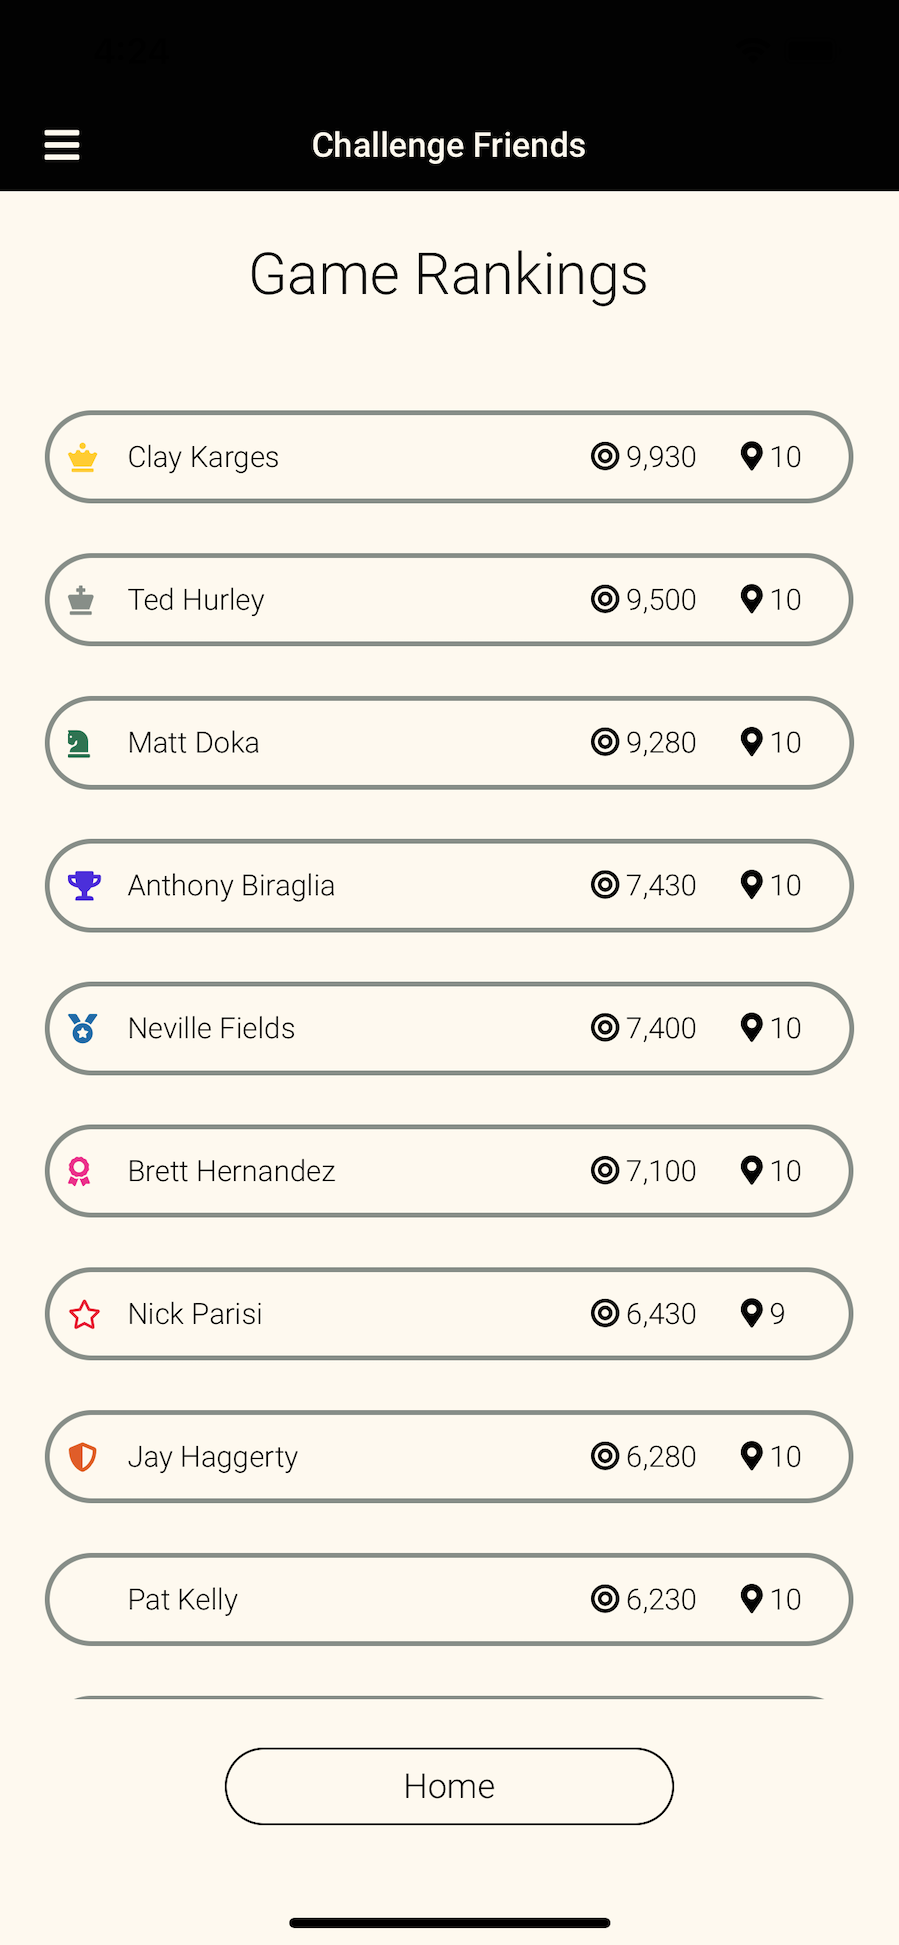 4:24
Challenge Friends
Game Rankings
Clay Karges 9,930 10
Ted Hurley 9,500 10
Matt Doka 9,280 10
Anthony Biraglia 7,430 10
Neville Fields 7,400 10
Brett Hernandez 7,100 10
Nick Parisi 6,430 9
Jay Haggerty 6,280 10
Pat Kelly 6,230 10
Home